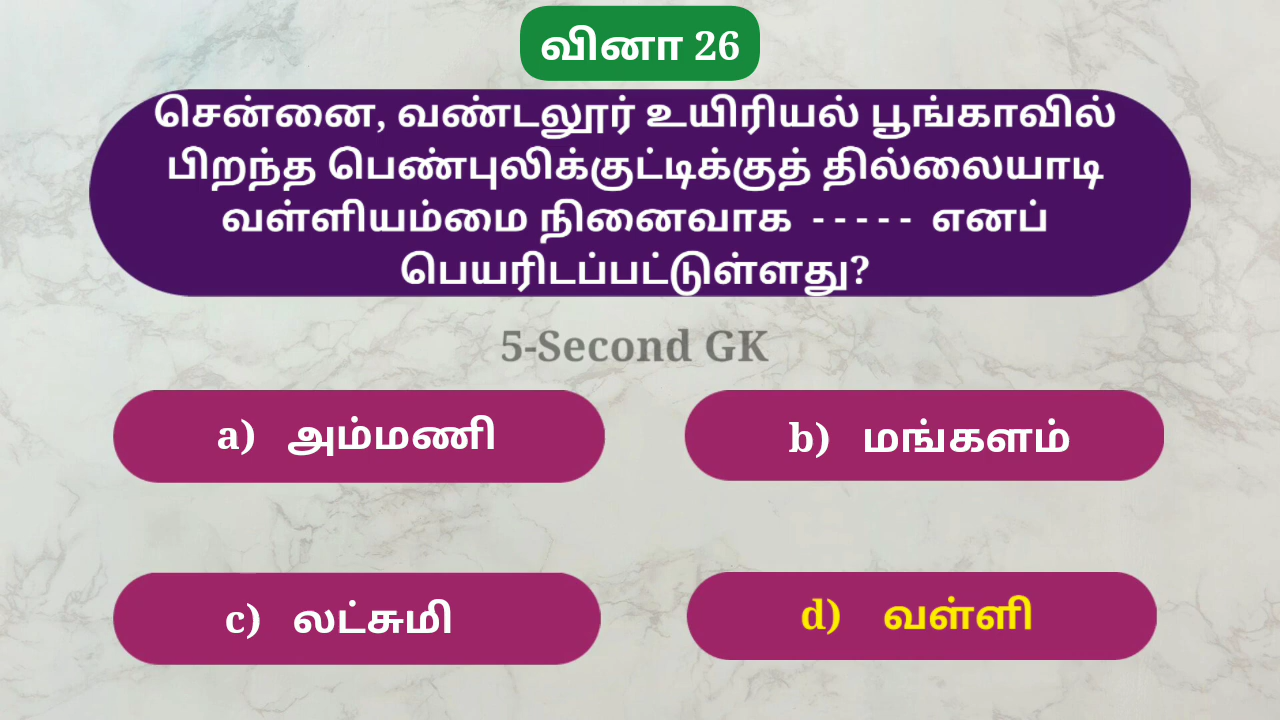 வினா 26
சென்னை, வண்டலூர் உயிரியல் பூங்காவில்
பிறந்த பெண்புலிக்குட்டிக்குத் தில்லையாடி
வள்ளியம்மை நினைவாக - - - - - எனப்
பெயரிடப்பட்டுள்ளது?
5-Second GK
a) அம்மணி
b) மங்களம்
c) லட்சுமி
d) வள்ளி